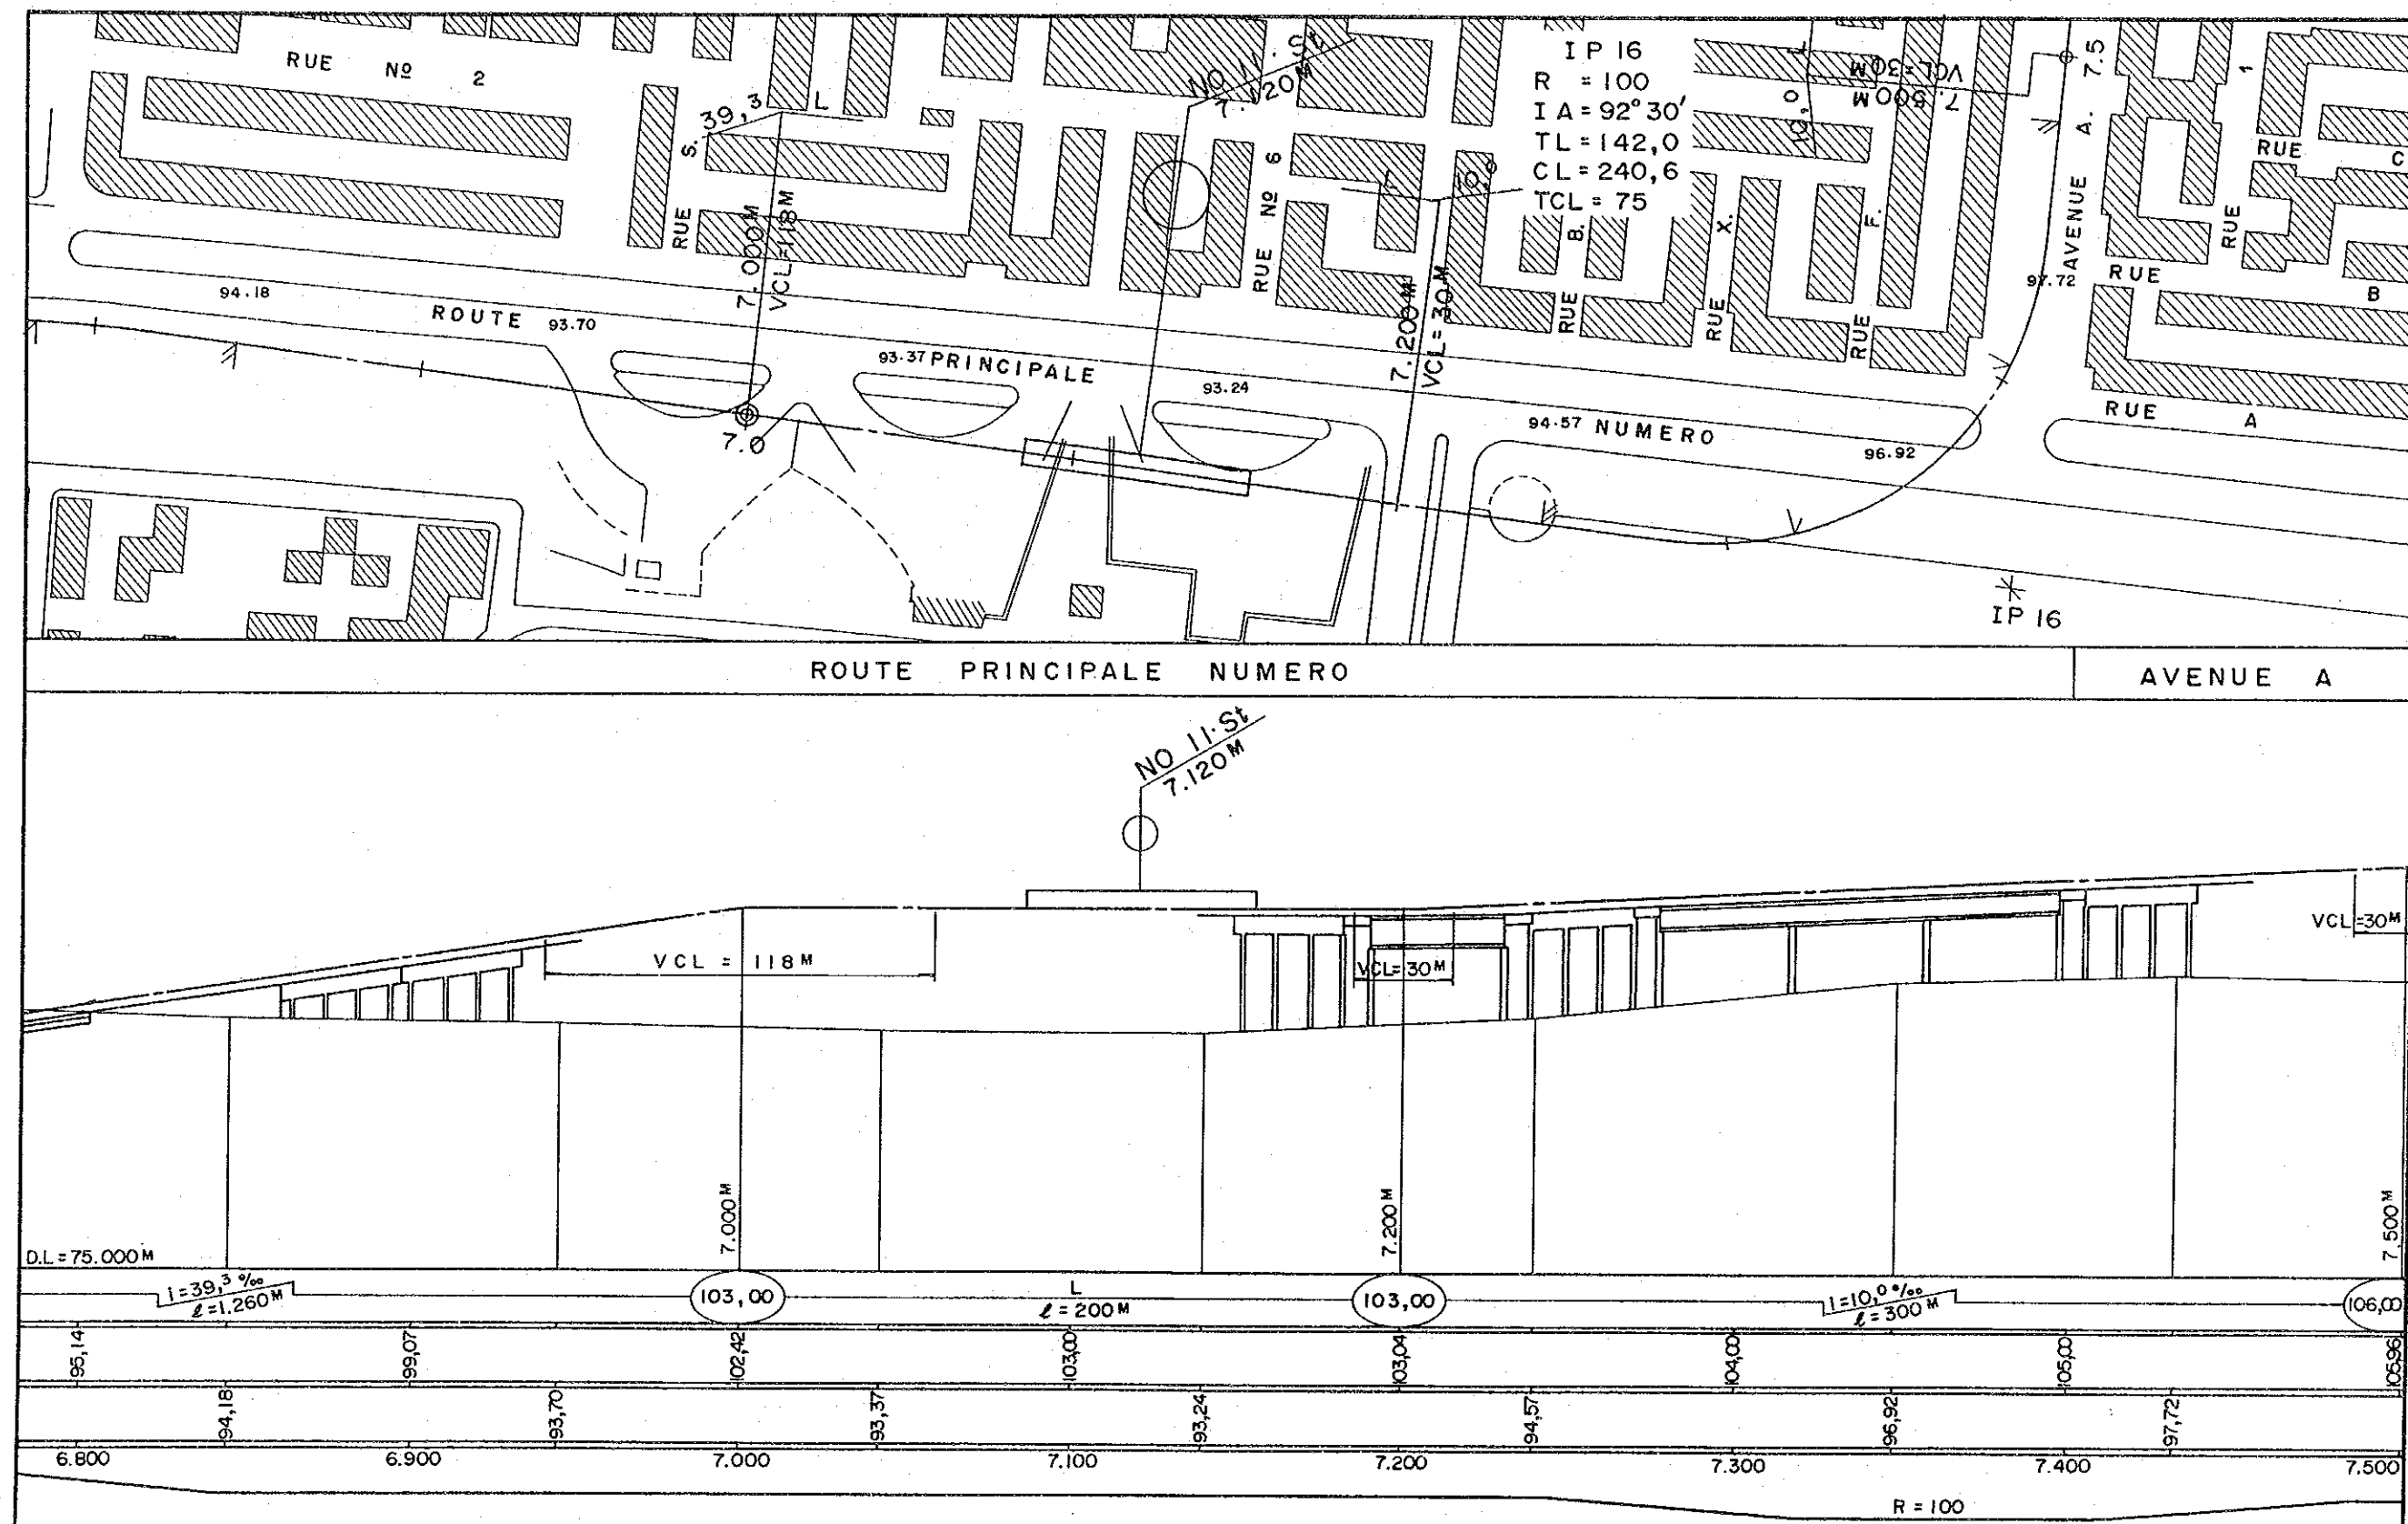 RUE Nº 2
RUE S.
39,3
L
7.000M
VCL=118M
NO 11. St
7.120M
RUE Nº 6
L
10,0
7.200M
VCL=30M
I P 16
R = 100
I A = 92°30′
TL = 142,0
CL = 240,6
TCL = 75
RUE B.
RUE X.
RUE F.
10,0
L
VCL=30M
7.500M
AVENUE A. 7.5
RUE 1
RUE C
RUE B
RUE A
94.18
ROUTE 93.70
93.37 PRINCIPALE
93.24
94.57 NUMERO
96.92
97.72
7.0
IP 16
ROUTE PRINCIPALE NUMERO
AVENUE A
NO 11. St
7.120M
VCL = 118M
VCL=30M
VCL=30M
7.000M
7.200M
7.500M
D.L=75.000M
i=39,3 ‰
ℓ=1.260M
103,00
L
ℓ=200M
103,00
i=10,0 ‰
ℓ=300M
106,00
95,14 99,07 102,42 103,00 103,04 104,00 105,00 105,96
94,18 93,70 93,37 93,24 94,57 96,92 97,72
6.800 6.900 7.000 7.100 7.200 7.300 7.400 7.500
R = 100